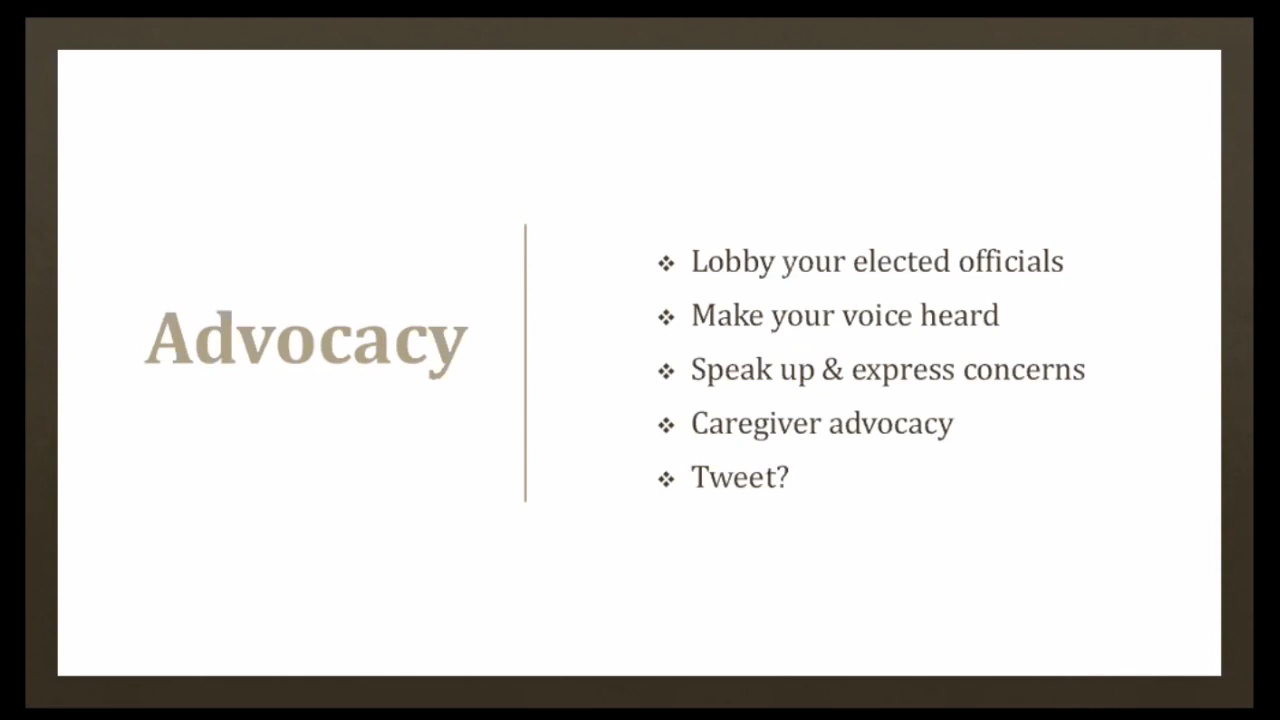 Advocacy
❖ Lobby your elected officials
❖ Make your voice heard
❖ Speak up & express concerns
❖ Caregiver advocacy
❖ Tweet?